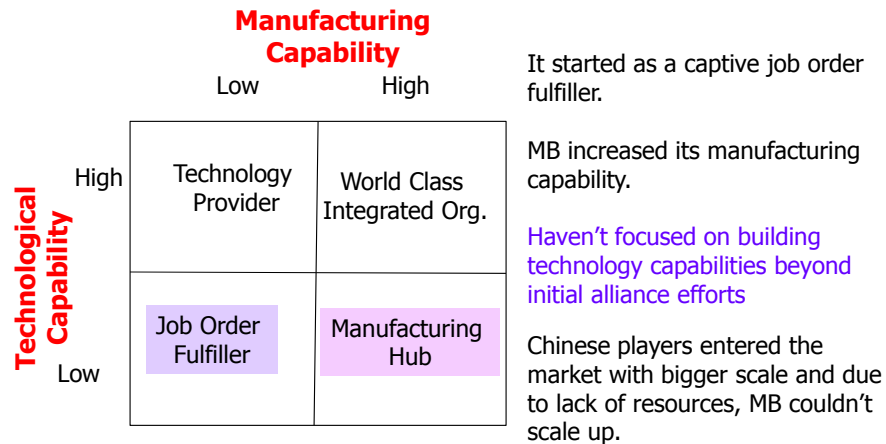 Manufacturing
Capability
Low
High
Technological
Capability
High
Low
Technology
Provider
World Class
Integrated Org.
Job Order
Fulfiller
Manufacturing
Hub
It started as a captive job order
fulfiller.
MB increased its manufacturing
capability.
Haven’t focused on building
technology capabilities beyond
initial alliance efforts
Chinese players entered the
market with bigger scale and due
to lack of resources, MB couldn’t
scale up.